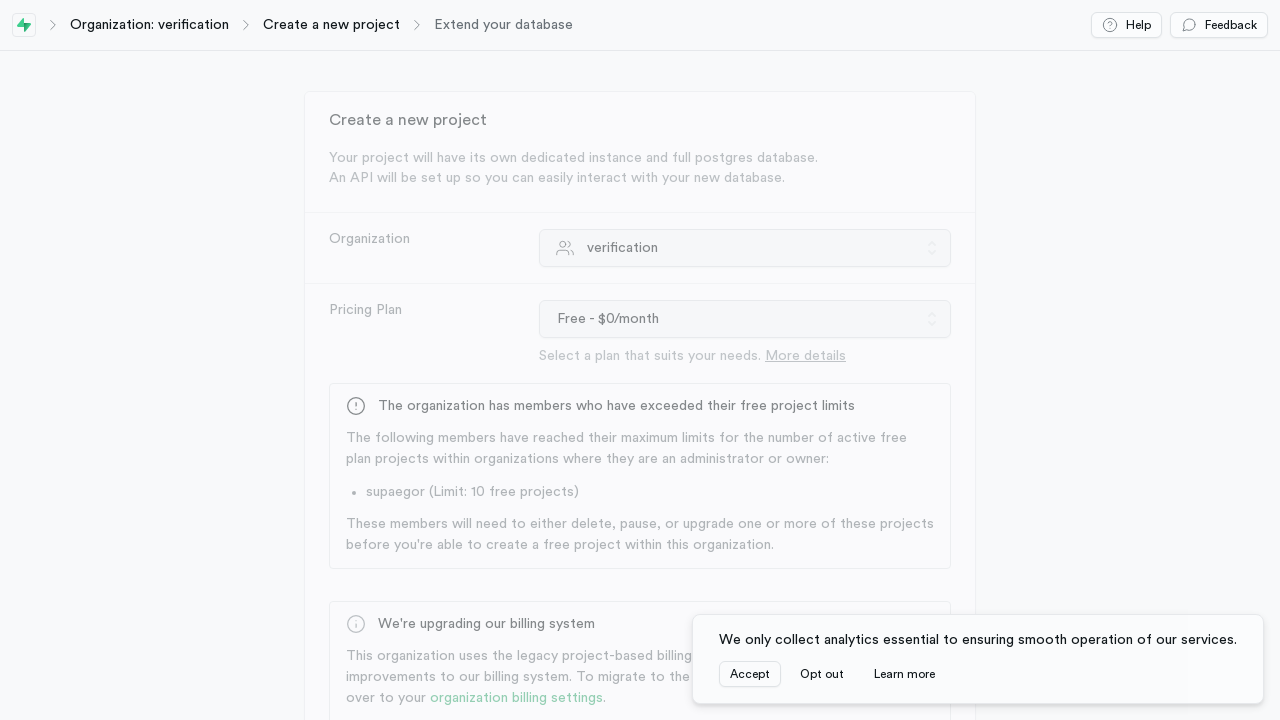 Organization: verification
Create a new project
Extend your database
Help
Feedback
Create a new project
Your project will have its own dedicated instance and full postgres database.
An API will be set up so you can easily interact with your new database.
Organization
verification
Pricing Plan
Free - $0/month
Select a plan that suits your needs. More details
The organization has members who have exceeded their free project limits
The following members have reached their maximum limits for the number of active free
plan projects within organizations where they are an administrator or owner:
• supaegor (Limit: 10 free projects)
These members will need to either delete, pause, or upgrade one or more of these projects
before you're able to create a free project within this organization.
We're upgrading our billing system
This organization uses the legacy project-based billing
improvements to our billing system. To migrate to the
over to your organization billing settings.
We only collect analytics essential to ensuring smooth operation of our services.
Accept
Opt out
Learn more